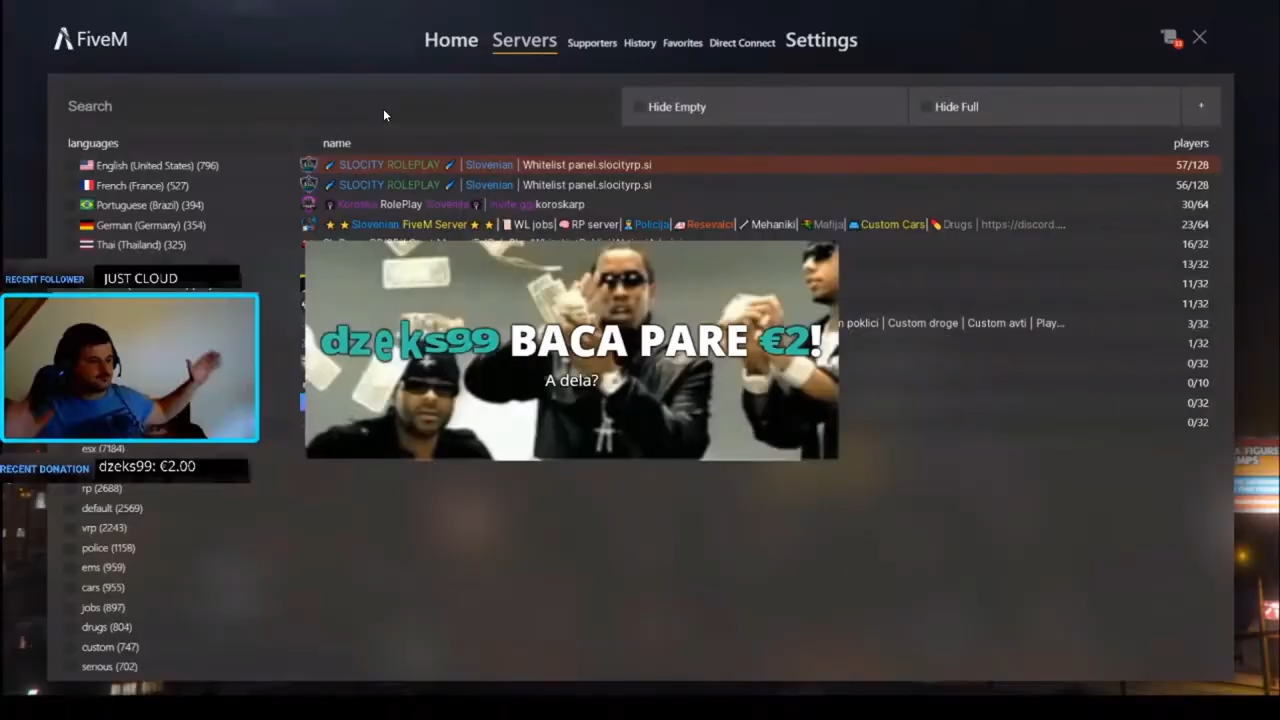 FiveM
Home Servers Supporters History Favorites Direct Connect Settings
33
Search
Hide Empty
Hide Full
+
languages
name
players
English (United States) (796)
SLOCITY ROLEPLAY | Slovenian | Whitelist panel.slocityrp.si
57/128
French (France) (527)
SLOCITY ROLEPLAY | Slovenian | Whitelist panel.slocityrp.si
56/128
Portuguese (Brazil) (394)
Koroska RolePlay Slovenija | invite.gg/koroskarp
30/64
German (Germany) (354)
Slovenian FiveM Server | WL jobs| RP server| Policija| Resevalci| Mehaniki| Mafija| Custom Cars| Drugs | https://discord....
23/64
Thai (Thailand) (325)
16/32
13/32
RECENT FOLLOWER JUST CLOUD
11/32
11/32
poklici | Custom droge | Custom avti | Play...
3/32
dzeks99 BACA PARE €2!
1/32
0/32
A dela?
0/10
0/32
0/32
esx (7184)
RECENT DONATION dzeks99: €2.00
rp (2688)
default (2569)
vrp (2243)
police (1158)
ems (959)
cars (955)
jobs (897)
drugs (804)
custom (747)
serious (702)